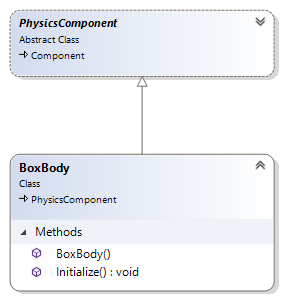 PhysicsComponent
Abstract Class
Component
BoxBody
Class
PhysicsComponent
Methods
BoxBody()
Initialize() : void